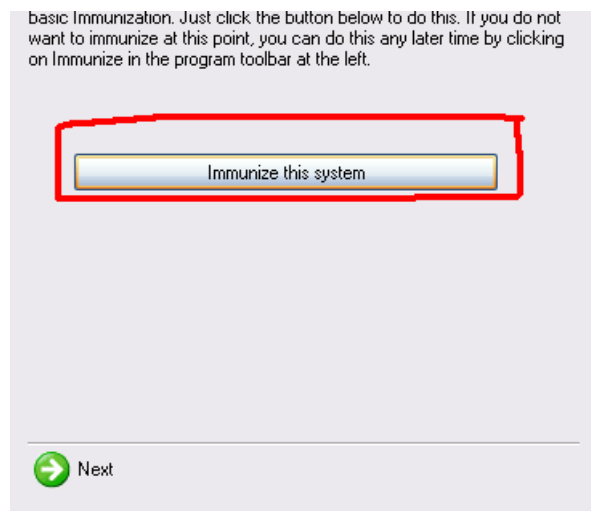 basic Immunization. Just click the button below to do this. If you do not
want to immunize at this point, you can do this any later time by clicking
on Immunize in the program toolbar at the left.
Immunize this system
Next